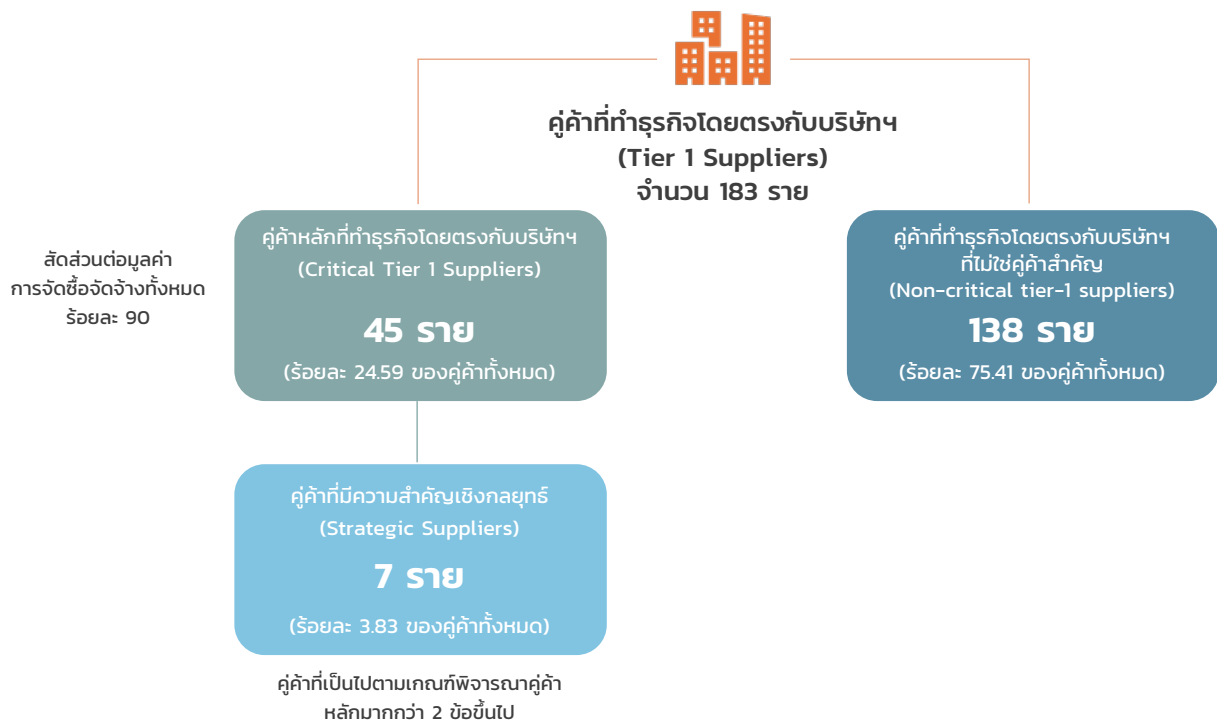 คู่ค้าที่ทำธุรกิจโดยตรงกับบริษัทฯ
(Tier 1 Suppliers)
จำนวน 183 ราย
สัดส่วนต่อมูลค่า
การจัดซื้อจัดจ้างทั้งหมด
ร้อยละ 90
คู่ค้าหลักที่ทำธุรกิจโดยตรงกับบริษัทฯ
(Critical Tier 1 Suppliers)
45 ราย
(ร้อยละ 24.59 ของคู่ค้าทั้งหมด)
คู่ค้าที่ทำธุรกิจโดยตรงกับบริษัทฯ
ที่ไม่ใช่คู่ค้าสำคัญ
(Non-critical tier-1 suppliers)
138 ราย
(ร้อยละ 75.41 ของคู่ค้าทั้งหมด)
คู่ค้าที่มีความสำคัญเชิงกลยุทธ์
(Strategic Suppliers)
7 ราย
(ร้อยละ 3.83 ของคู่ค้าทั้งหมด)
คู่ค้าที่เป็นไปตามเกณฑ์พิจารณาคู่ค้า
หลักมากกว่า 2 ข้อขึ้นไป